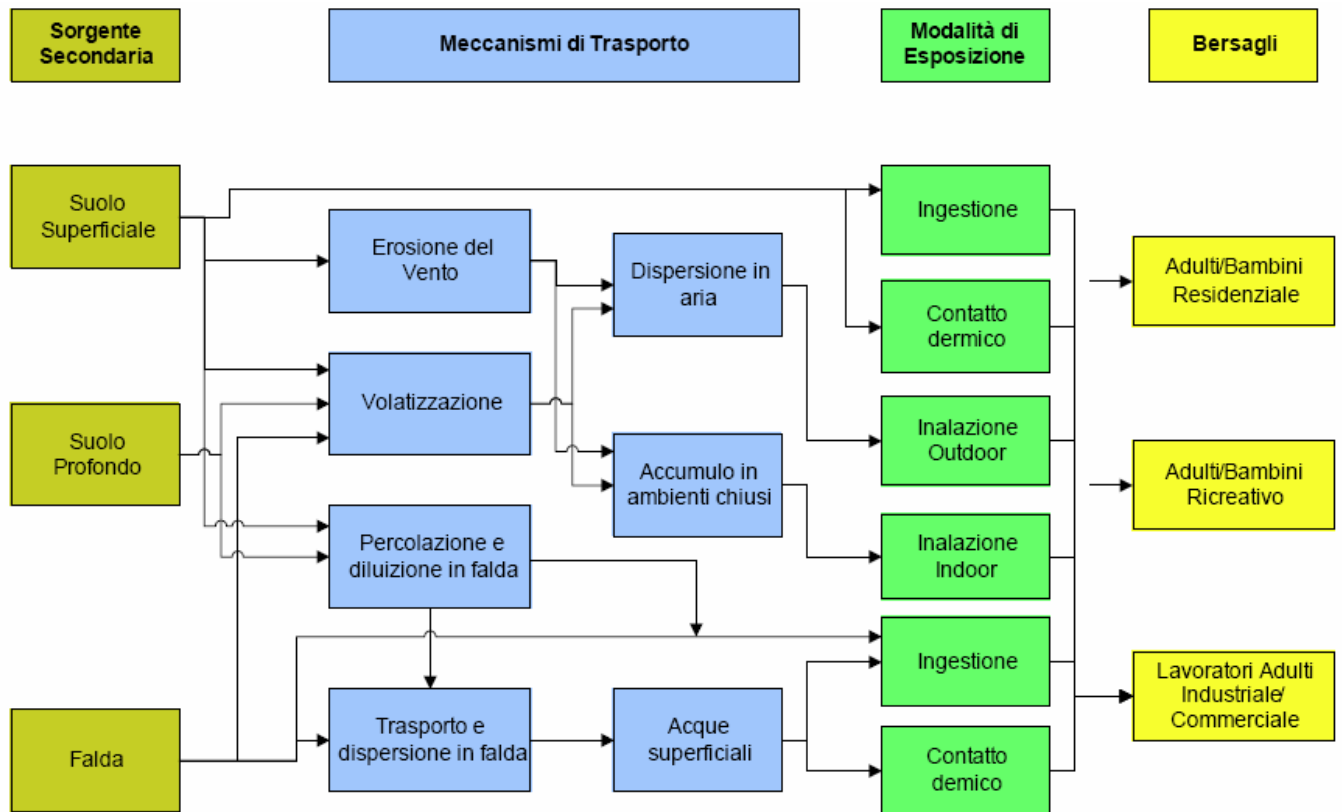 Sorgente
Secondaria
Meccanismi di Trasporto
Modalità di
Esposizione
Bersagli
Suolo
Superficiale
Suolo
Profondo
Falda
Erosione del
Vento
Volatizzazione
Percolazione e
diluizione in falda
Trasporto e
dispersione in falda
Dispersione in
aria
Accumulo in
ambienti chiusi
Acque
superficiali
Ingestione
Contatto
dermico
Inalazione
Outdoor
Inalazione
Indoor
Ingestione
Contatto
demico
Adulti/Bambini
Residenziale
Adulti/Bambini
Ricreativo
Lavoratori Adulti
Industriale/
Commerciale